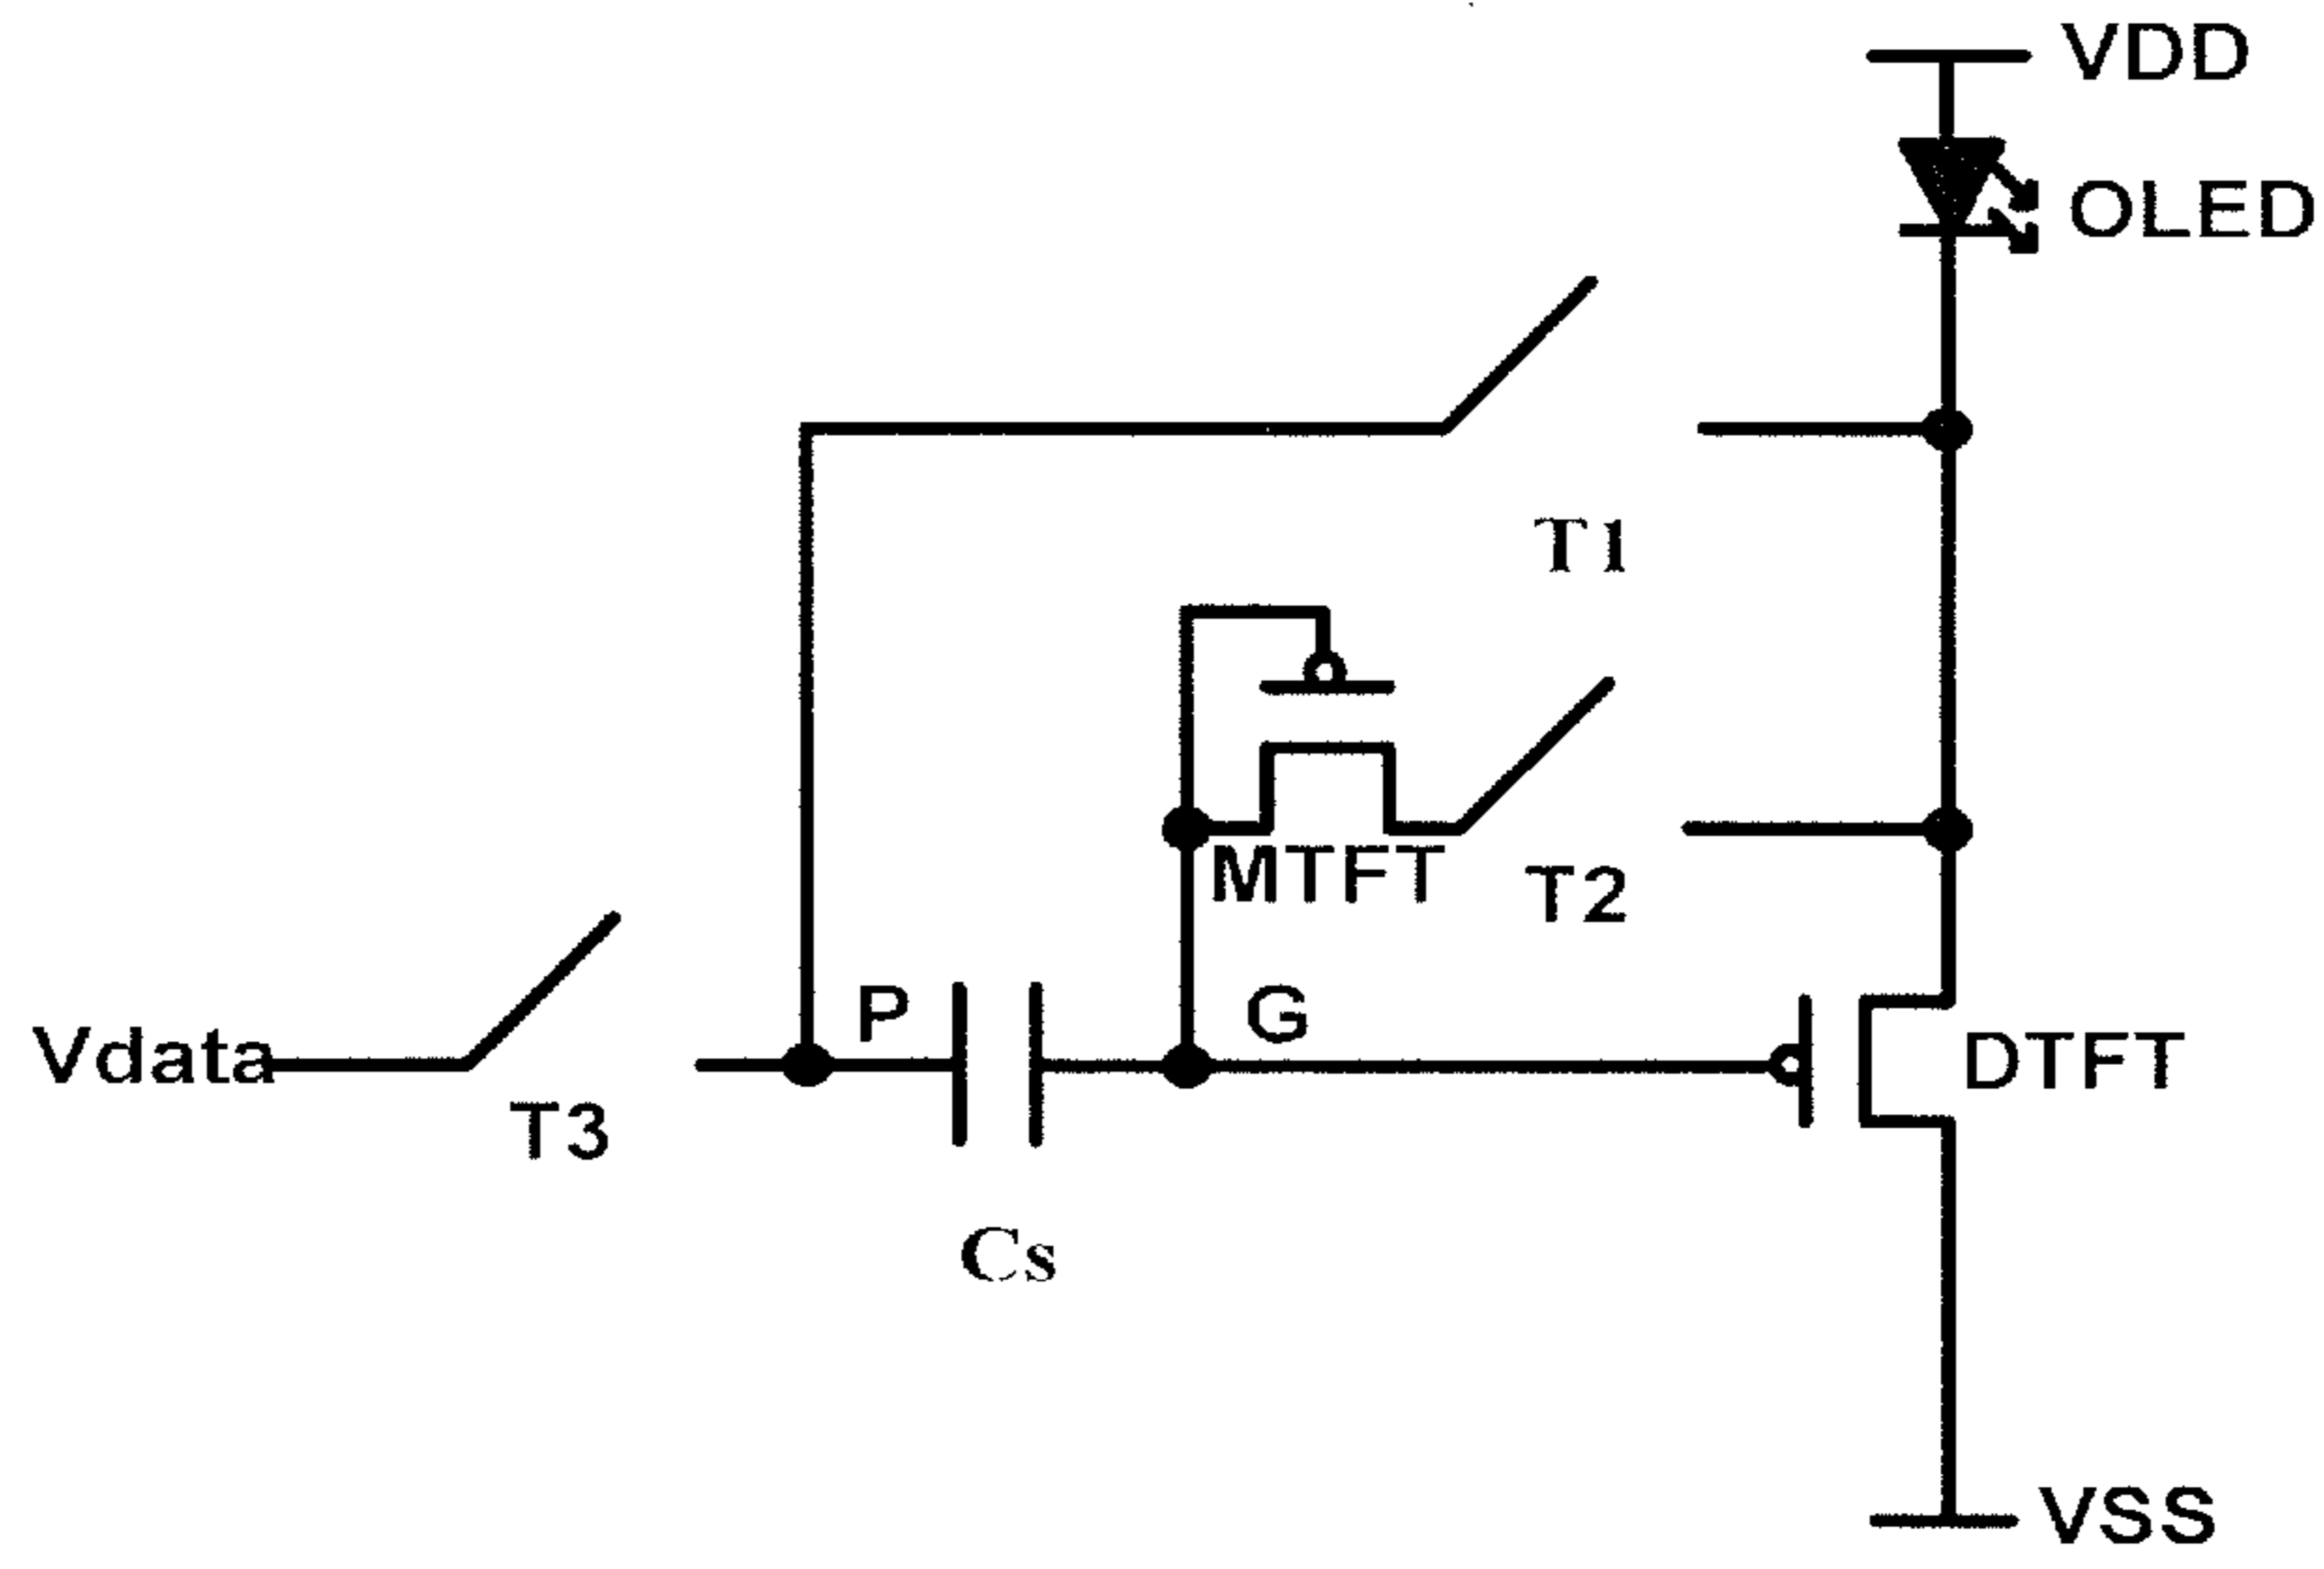 VDD
OLED
T1
MTFT
T2
P
G
Vdata
DTFT
T3
Cs
VSS